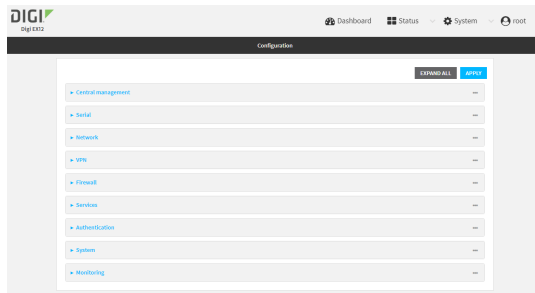 DIGI
Digi EX12
Dashboard Status System root
Configuration
EXPAND ALL APPLY
Central management
Serial
Network
VPN
Firewall
Services
Authentication
System
Monitoring